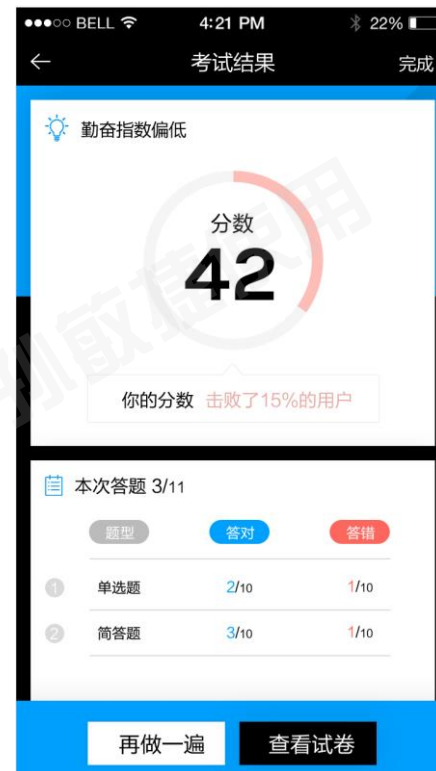 BELL 4:21 PM 22%
考试结果 完成
勤奋指数偏低
分数
42
你的分数 击败了15%的用户
本次答题 3/11
题型 答对 答错
1 单选题 2/10 1/10
2 简答题 3/10 1/10
再做一遍 查看试卷